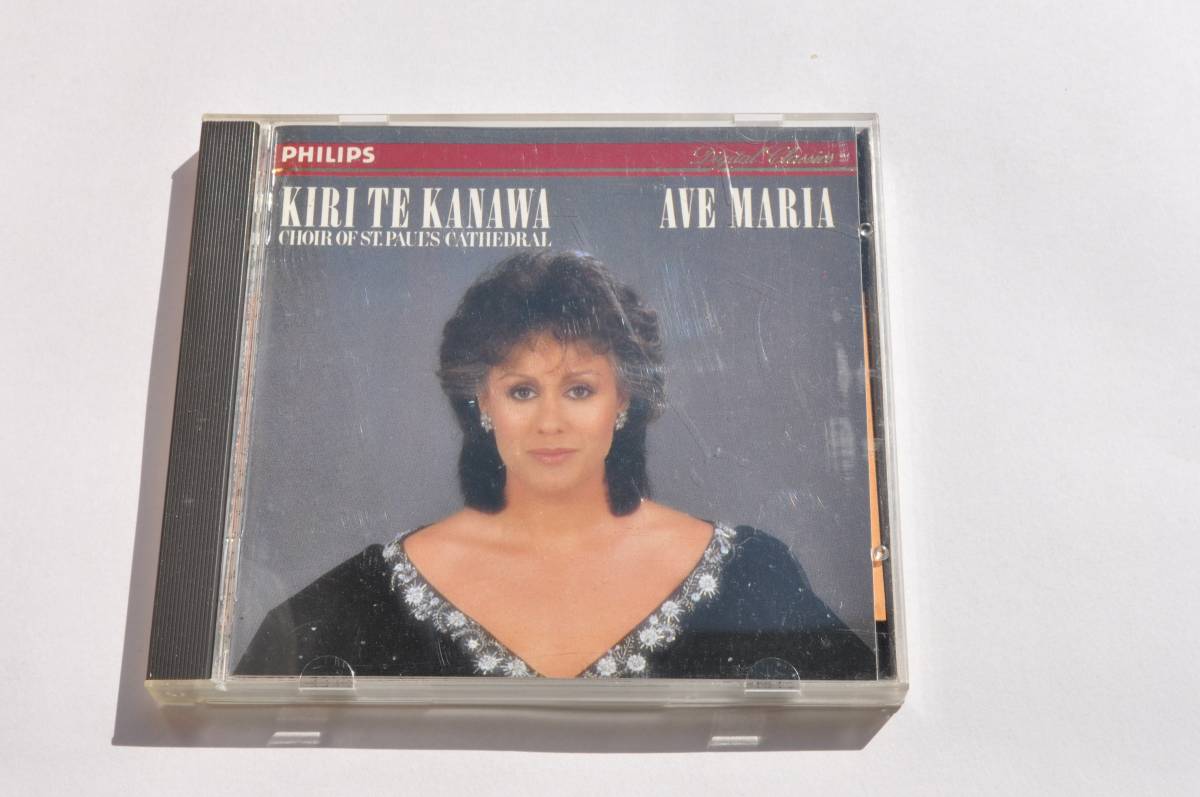 PHILIPS Digital Classics
KIRI TE KANAWA AVE MARIA
CHOIR OF ST. PAUL'S CATHEDRAL